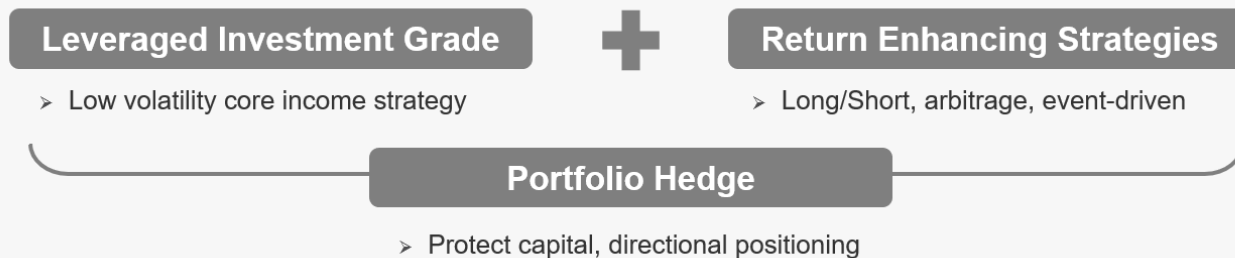 Leveraged Investment Grade
Return Enhancing Strategies
➢ Low volatility core income strategy
➢ Long/Short, arbitrage, event-driven
Portfolio Hedge
➢ Protect capital, directional positioning